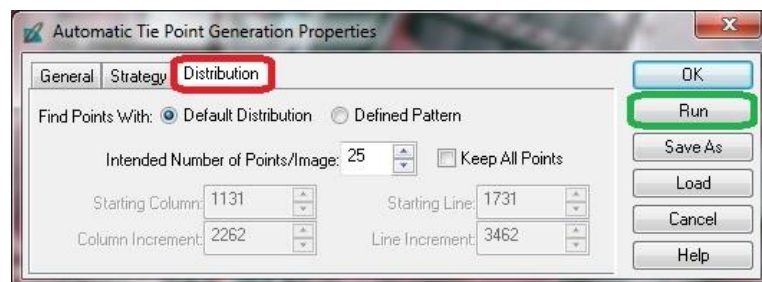 Automatic Tie Point Generation Properties
General Strategy Distribution
OK
Find Points With: Default Distribution Defined Pattern
Run
Intended Number of Points/Image: 25 Keep All Points
Save As
Starting Column: 1131 Starting Line: 1731
Load
Column Increment: 2262 Line Increment: 3462
Cancel
Help